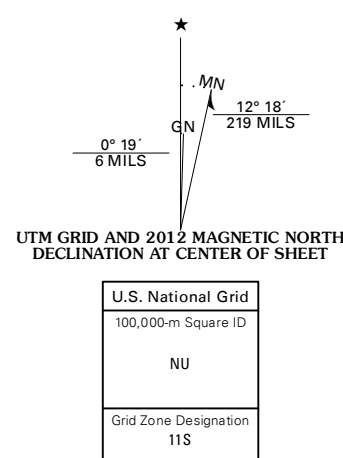 MN
12° 18´
219 MILS
GN
0° 19´
6 MILS
UTM GRID AND 2012 MAGNETIC NORTH
DECLINATION AT CENTER OF SHEET
U.S. National Grid
100,000-m Square ID
NU
Grid Zone Designation
11S